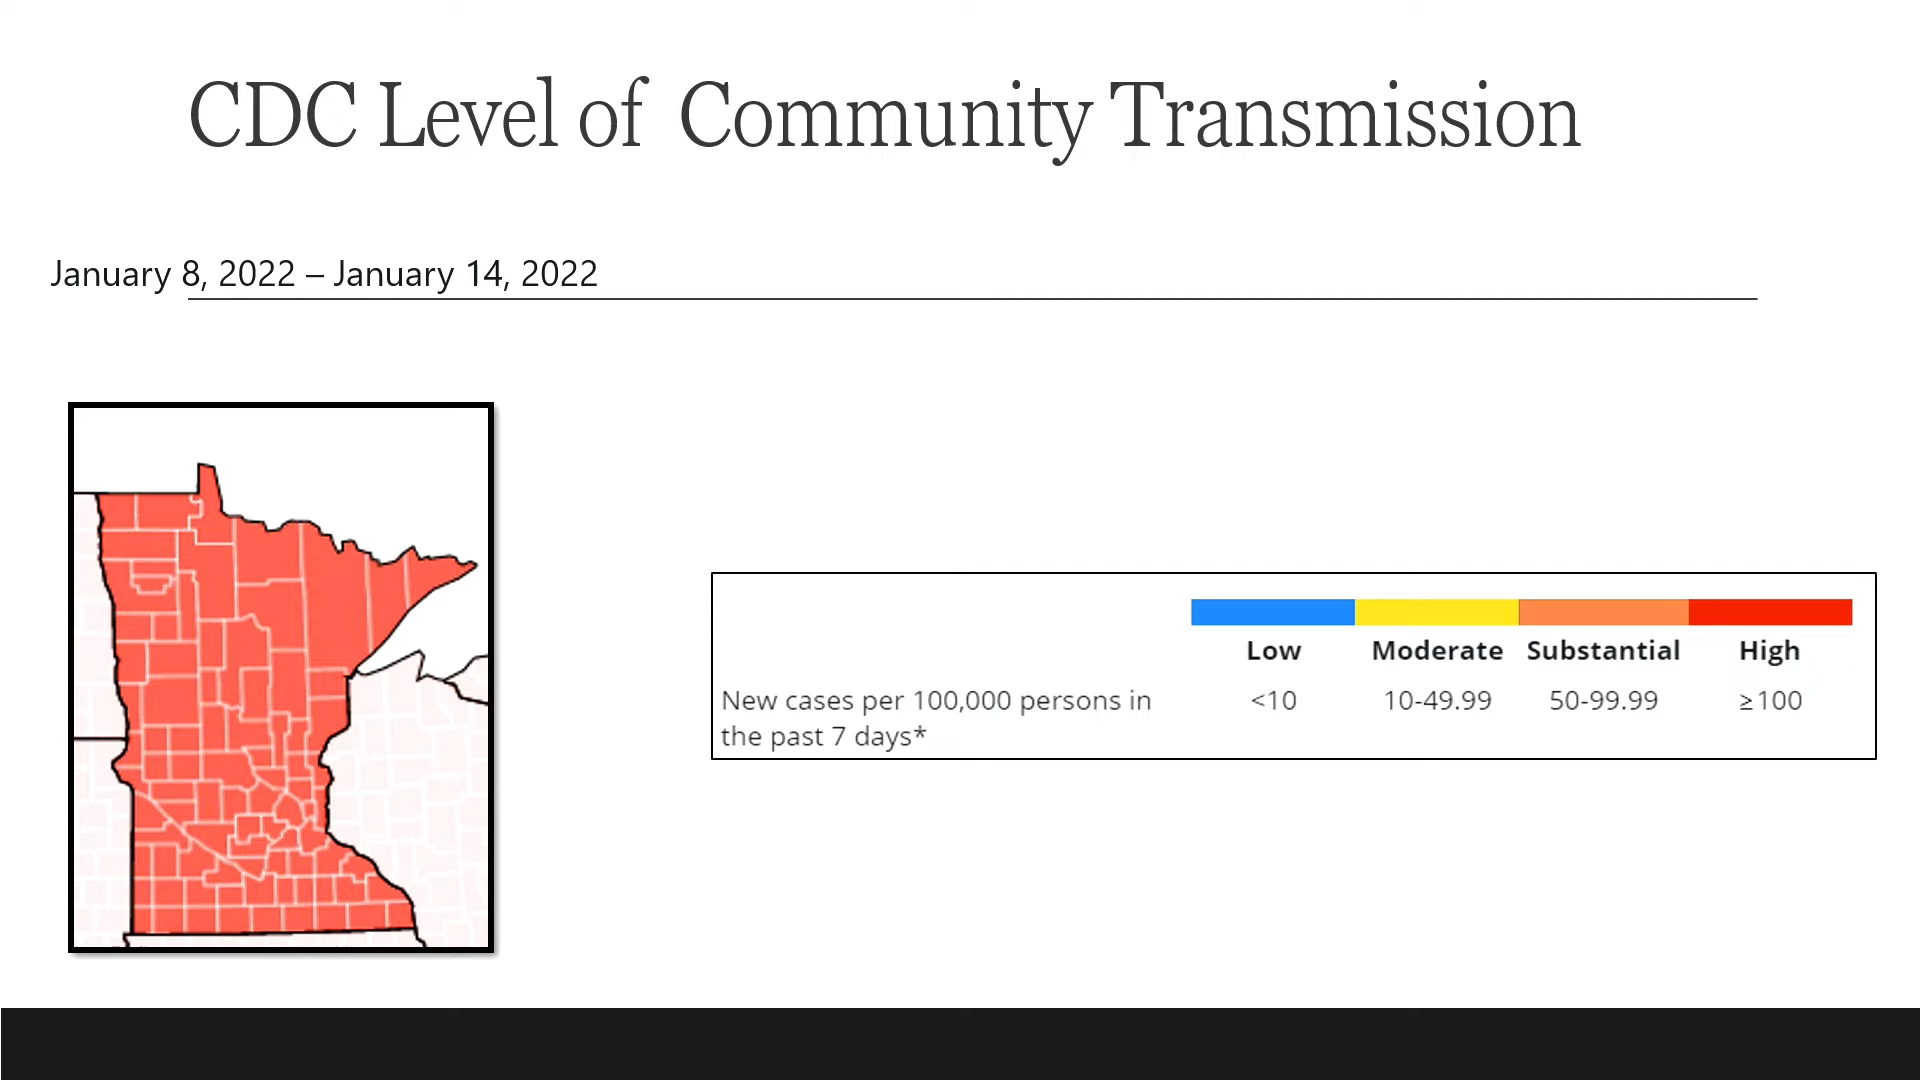 CDC Level of Community Transmission
January 8, 2022 – January 14, 2022
Low Moderate Substantial High
New cases per 100,000 persons in <10 10-49.99 50-99.99 ≥100
the past 7 days*